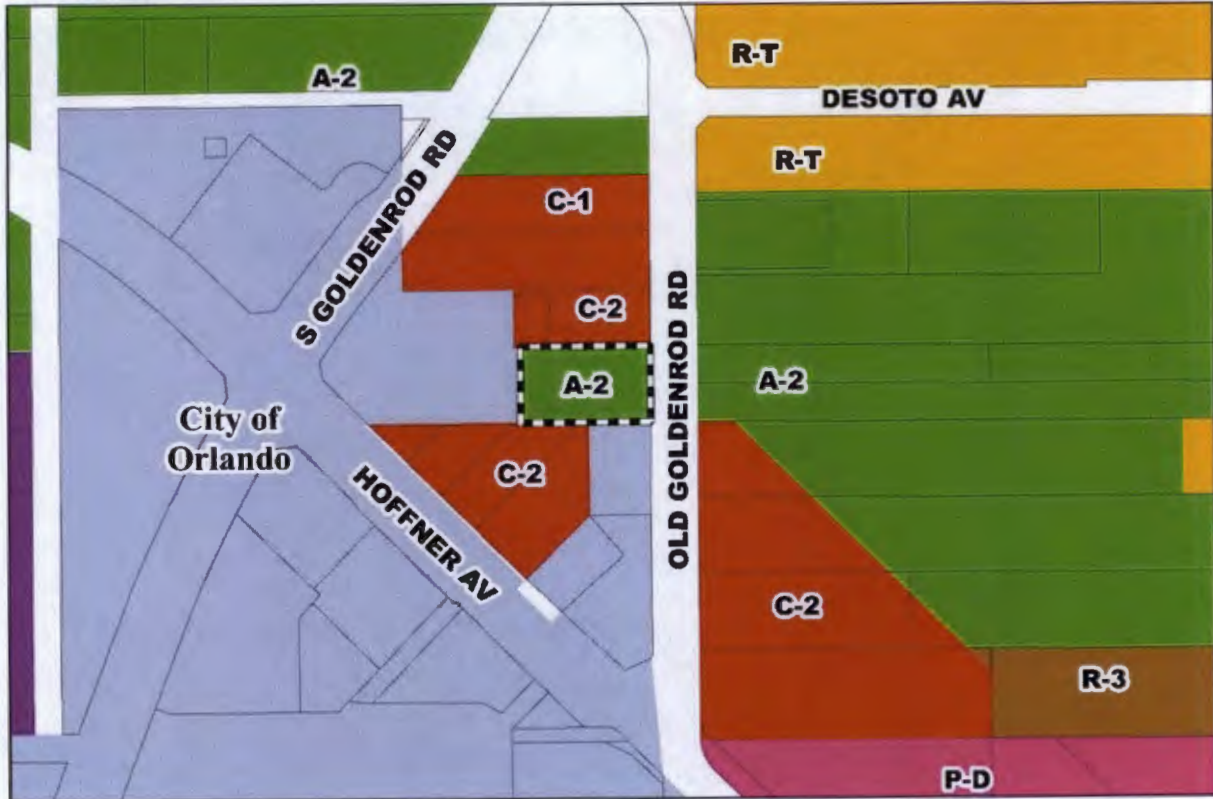 R-T
A-2
DESOTO AV
S GOLDENROD RD
R-T
C-1
C-2
OLD GOLDENROD RD
A-2
A-2
City of
Orlando
C-2
HOFFNER AV
C-2
R-3
P-D